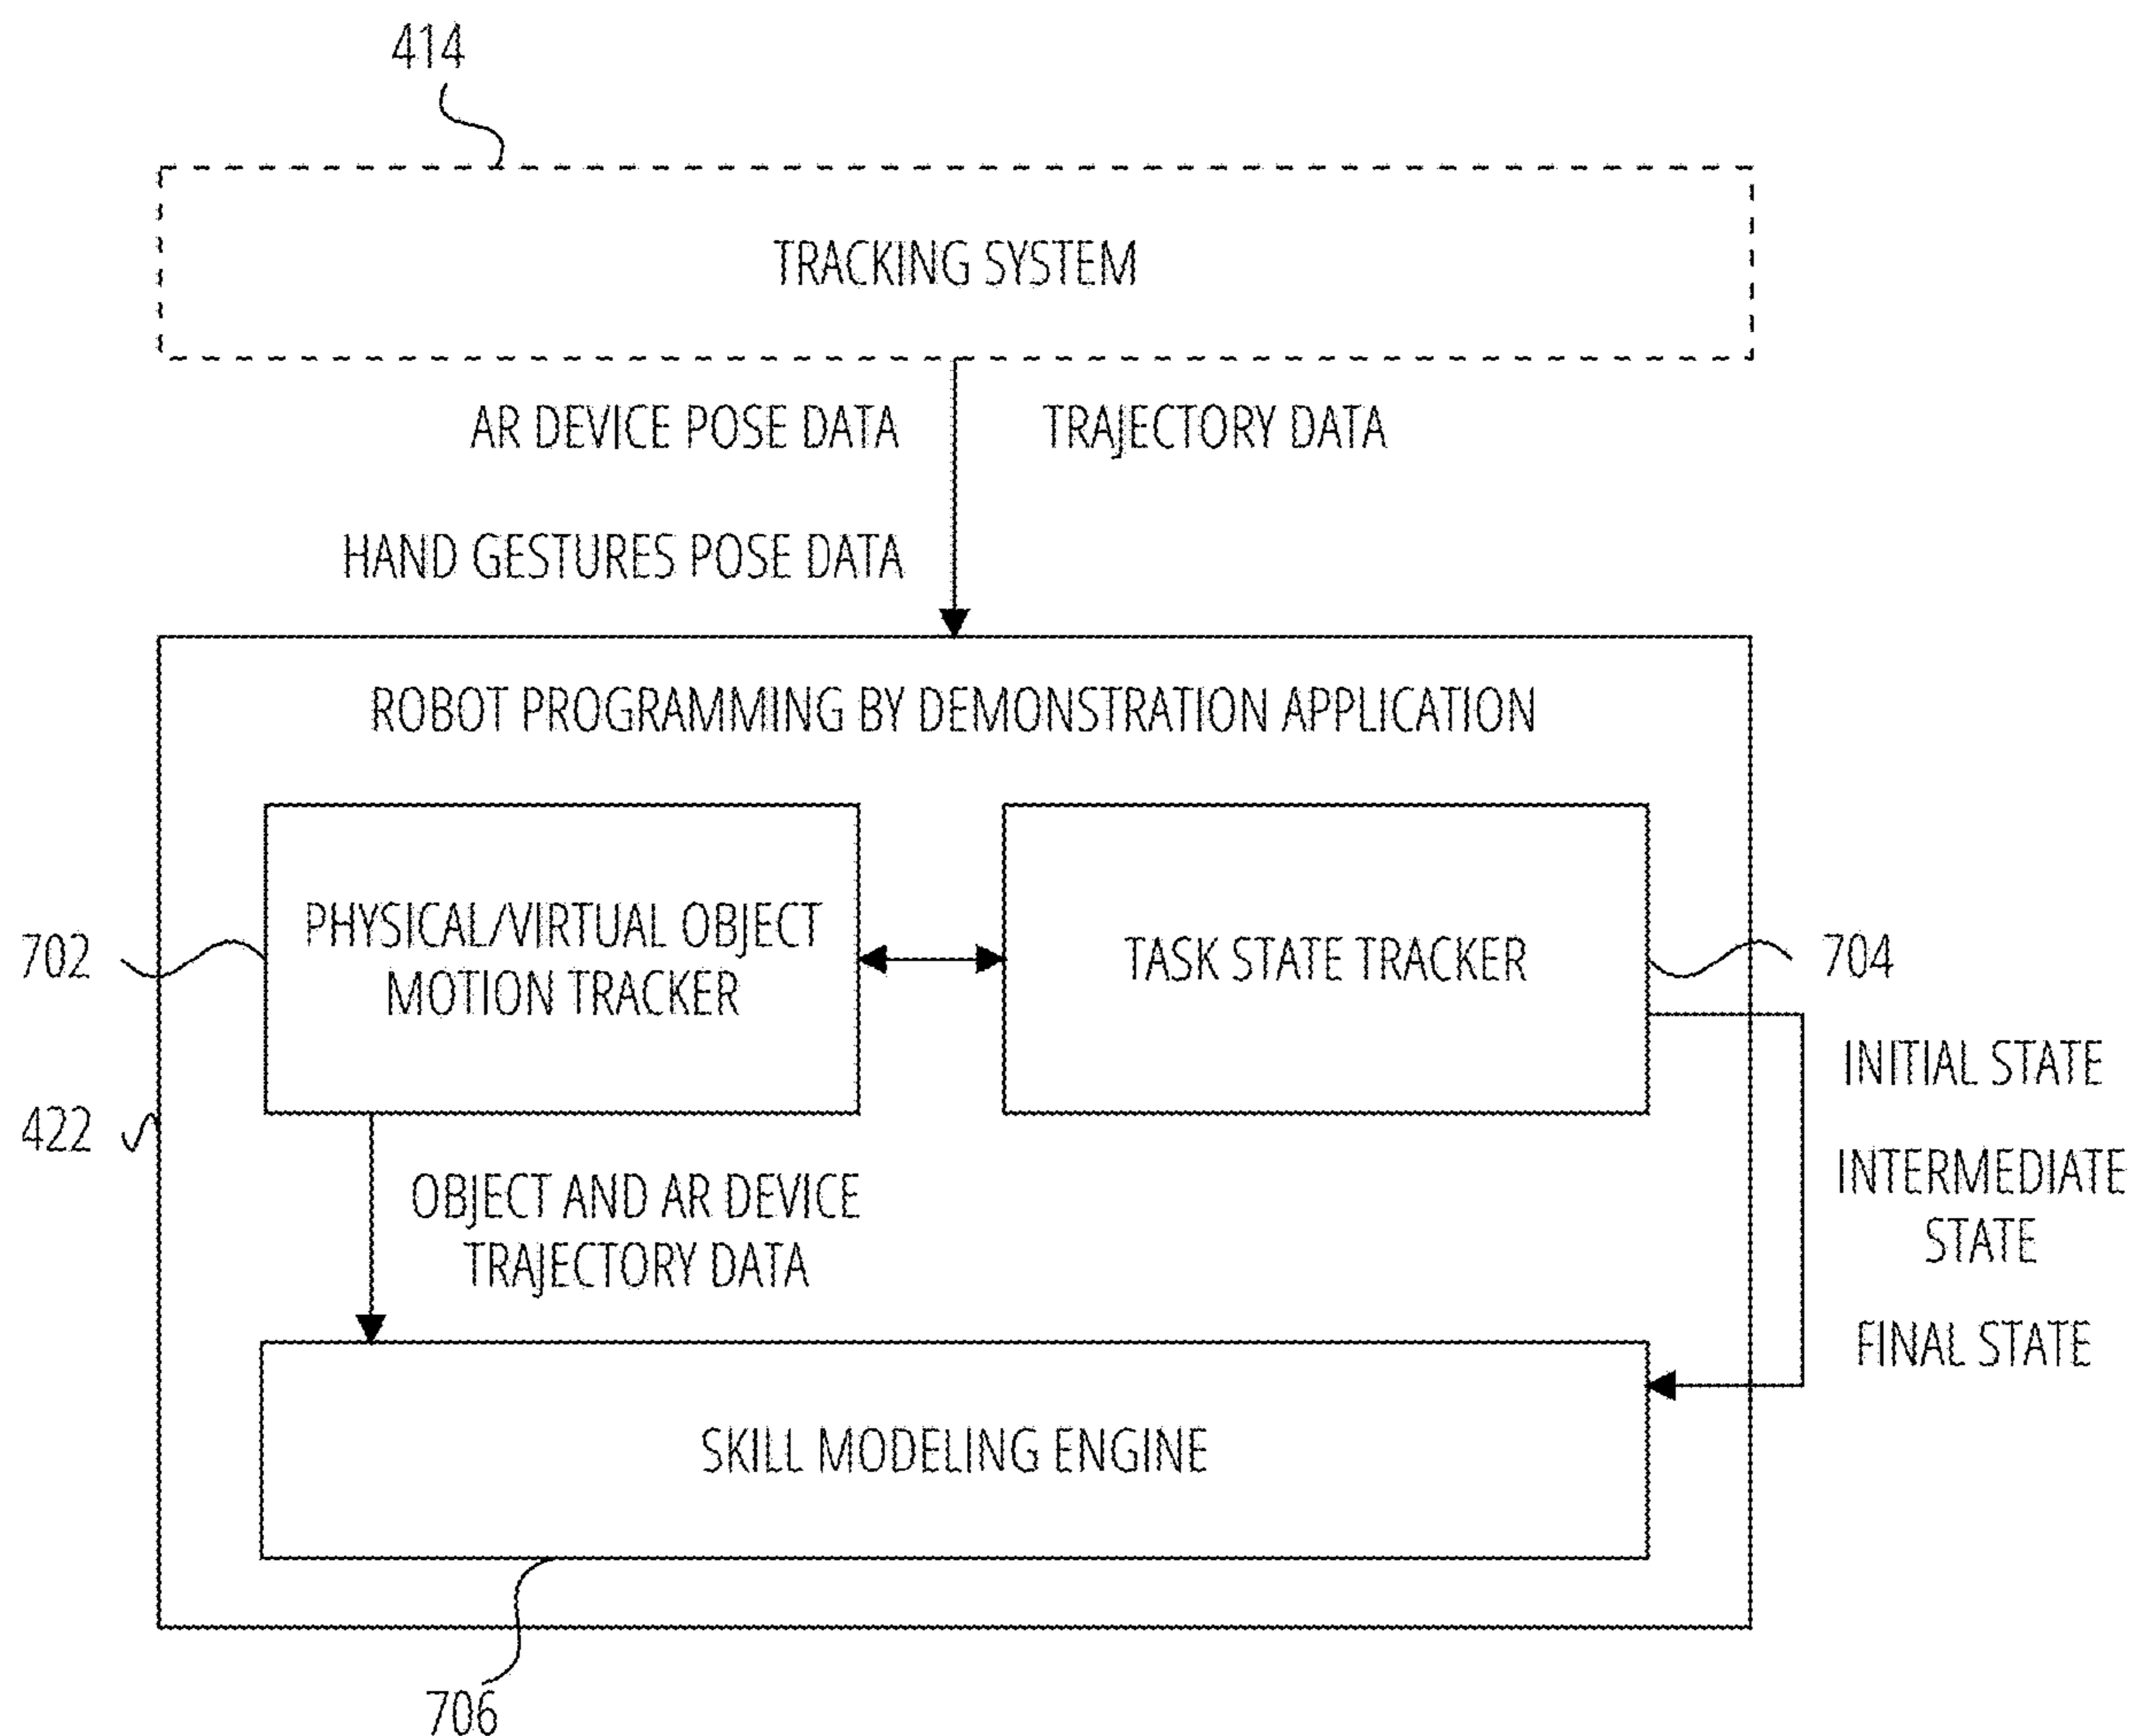 414
TRACKING SYSTEM
AR DEVICE POSE DATA
TRAJECTORY DATA
HAND GESTURES POSE DATA
ROBOT PROGRAMMING BY DEMONSTRATION APPLICATION
702
PHYSICAL/VIRTUAL OBJECT
MOTION TRACKER
TASK STATE TRACKER
704
INITIAL STATE
422
OBJECT AND AR DEVICE
TRAJECTORY DATA
INTERMEDIATE
STATE
FINAL STATE
SKILL MODELING ENGINE
706